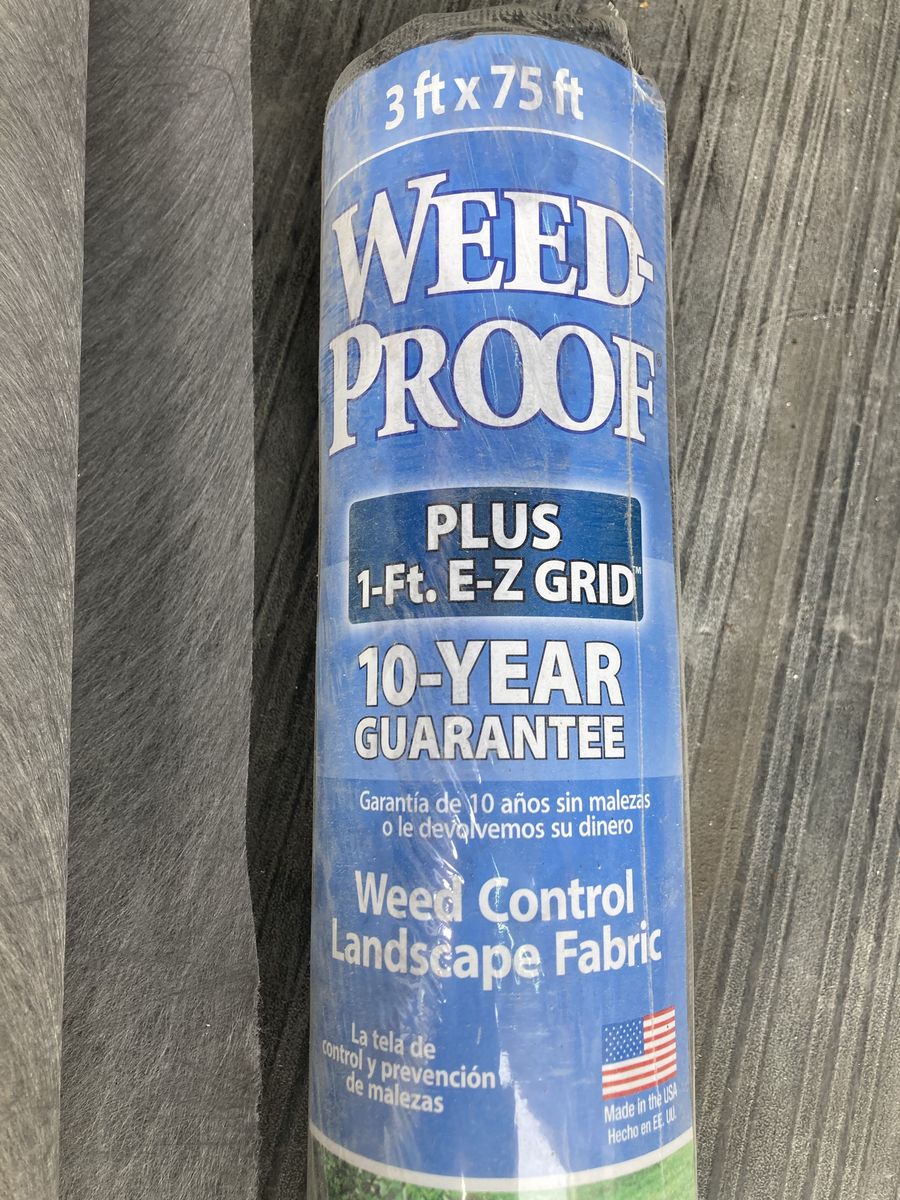 3 ft x 75 ft
WEED-
PROOF®
PLUS
1-Ft. E-Z GRID™
10-YEAR
GUARANTEE
Garantía de 10 años sin malezas
o le devolvemos su dinero
Weed Control
Landscape Fabric
La tela de
control y prevención
de malezas
Made in the USA
Hecho en EE. UU.